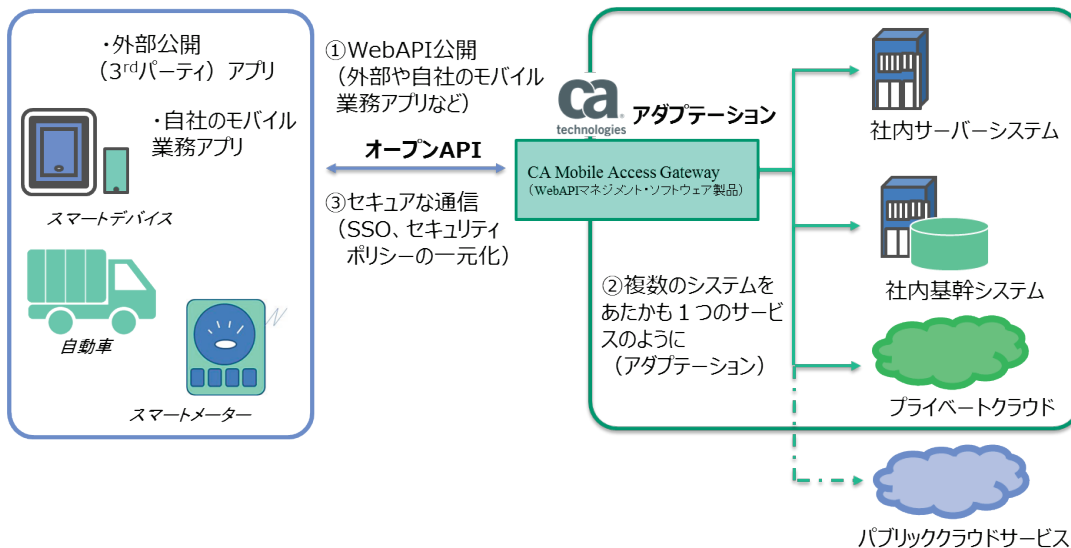 ・外部公開
（3rdパーティ）アプリ
・自社のモバイル
業務アプリ
スマートデバイス
自動車
スマートメーター
①WebAPI公開
（外部や自社のモバイル
業務アプリなど）
オープンAPI
③セキュアな通信
（SSO、セキュリティ
ポリシーの一元化）
ca
technologies
アダプテーション
CA Mobile Access Gateway
（WebAPIマネジメント・ソフトウェア製品）
②複数のシステムを
あたかも１つのサービ
スのように
（アダプテーション）
社内サーバーシステム
社内基幹システム
プライベートクラウド
パブリッククラウドサービス